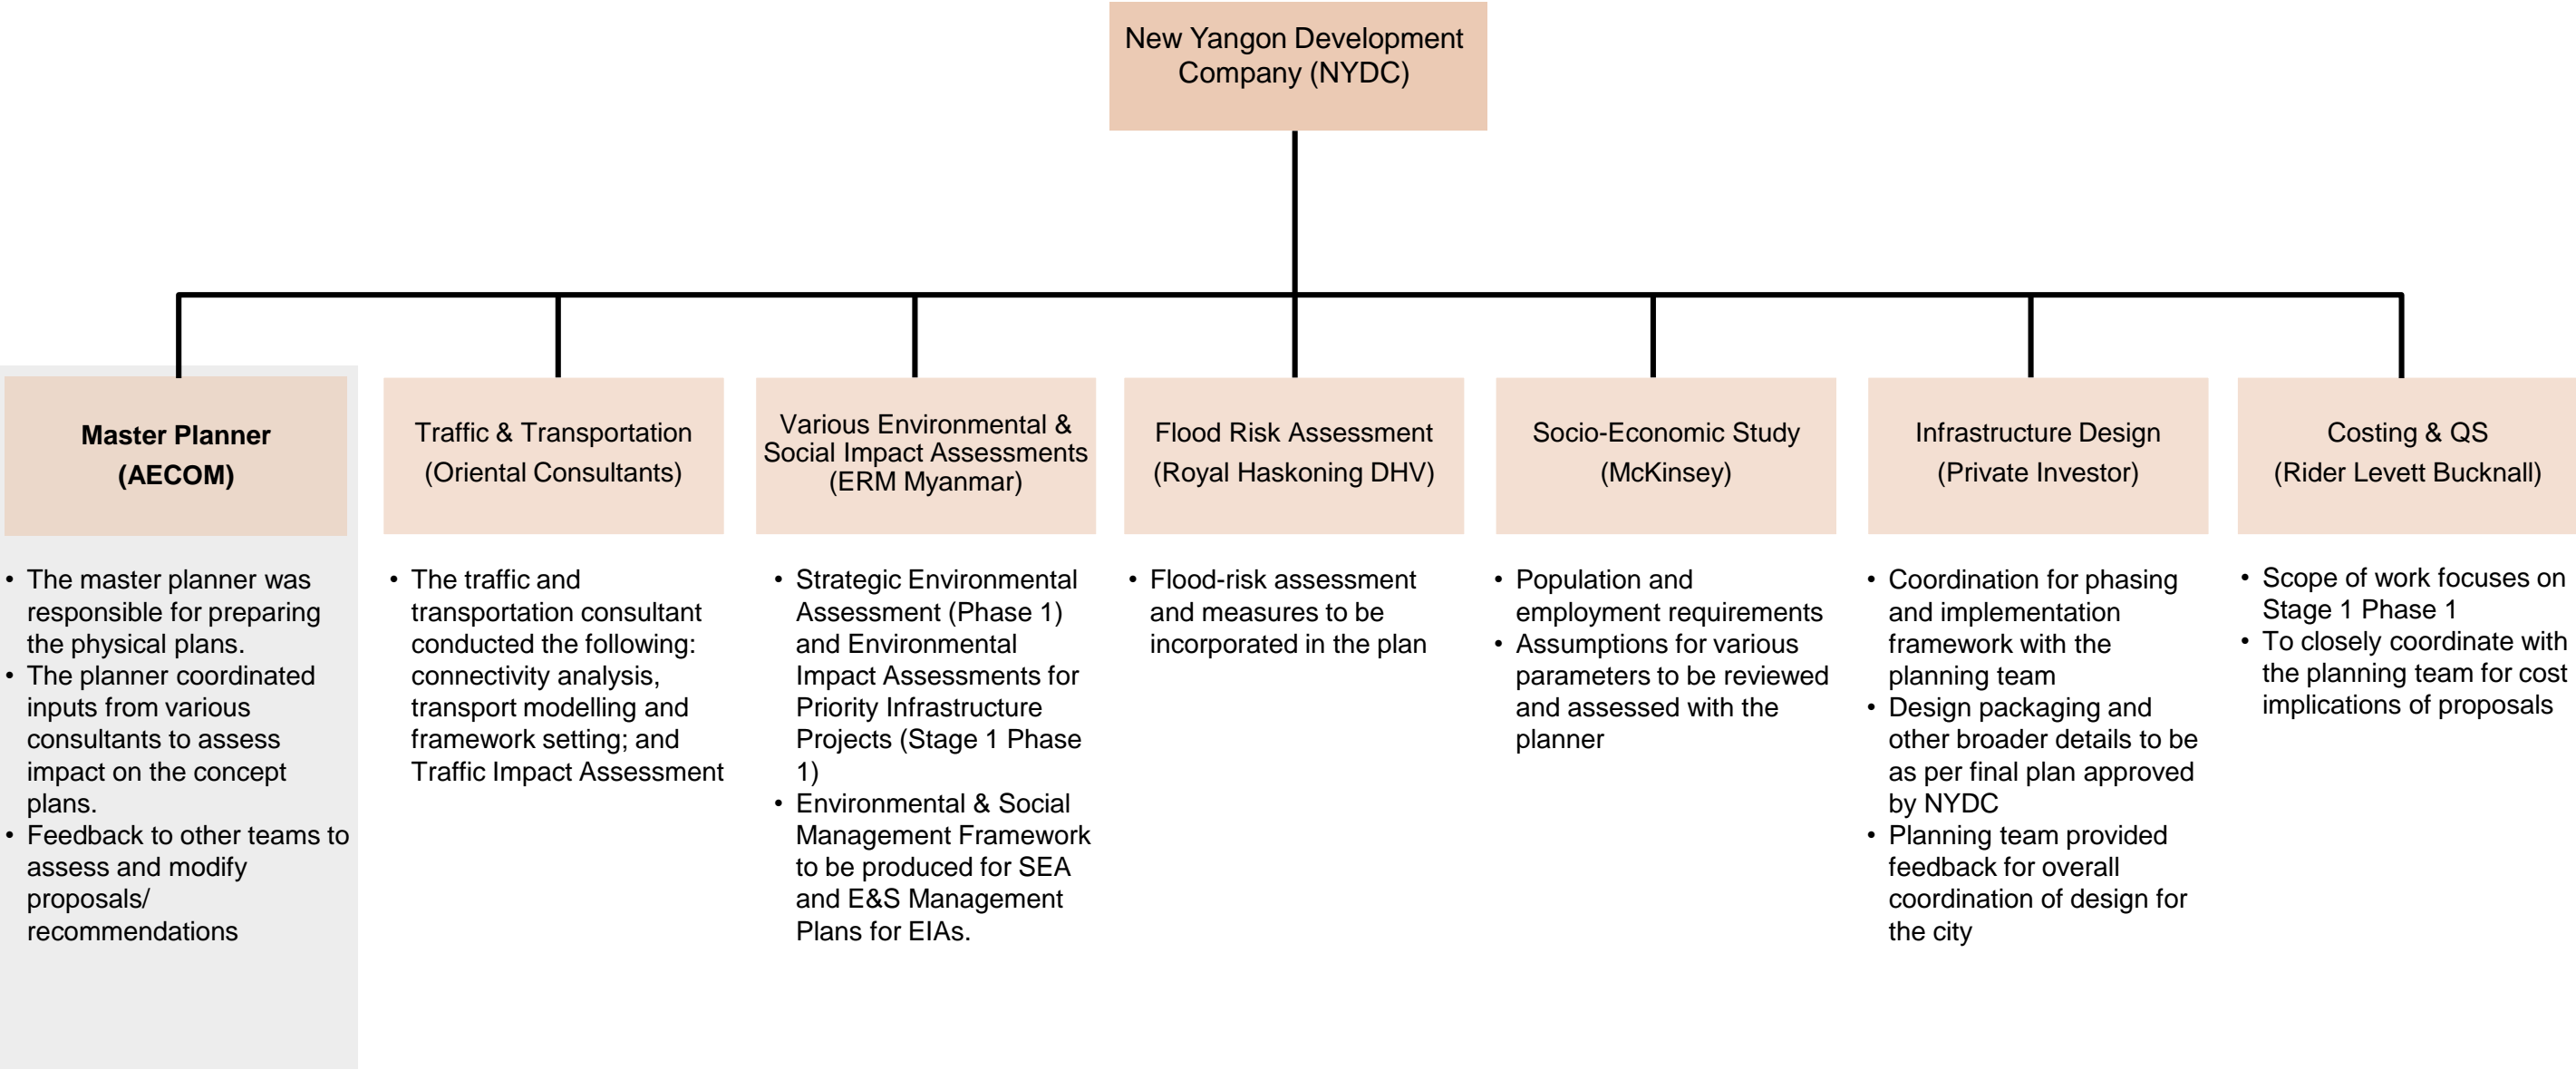 New Yangon Development
Company (NYDC)
Master Planner
(AECOM)
• The master planner was
responsible for preparing
the physical plans.
• The planner coordinated
inputs from various
consultants to assess
impact on the concept
plans.
• Feedback to other teams to
assess and modify
proposals/
recommendations
Traffic & Transportation
(Oriental Consultants)
• The traffic and
transportation consultant
conducted the following:
connectivity analysis,
transport modelling and
framework setting; and
Traffic Impact Assessment
Various Environmental &
Social Impact Assessments
(ERM Myanmar)
• Strategic Environmental
Assessment (Phase 1)
and Environmental
Impact Assessments for
Priority Infrastructure
Projects (Stage 1 Phase
1)
• Environmental & Social
Management Framework
to be produced for SEA
and E&S Management
Plans for EIAs.
Flood Risk Assessment
(Royal Haskoning DHV)
• Flood-risk assessment
and measures to be
incorporated in the plan
Socio-Economic Study
(McKinsey)
• Population and
employment requirements
• Assumptions for various
parameters to be reviewed
and assessed with the
planner
Infrastructure Design
(Private Investor)
• Coordination for phasing
and implementation
framework with the
planning team
• Design packaging and
other broader details to be
as per final plan approved
by NYDC
• Planning team provided
feedback for overall
coordination of design for
the city
Costing & QS
(Rider Levett Bucknall)
• Scope of work focuses on
Stage 1 Phase 1
• To closely coordinate with
the planning team for cost
implications of proposals